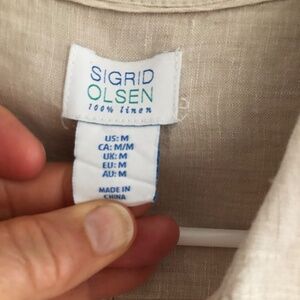 SIGRID
OLSEN
100% linen
US: M
CA: M/M
UK: M
EU: M
AU: M
MADE IN
CHINA